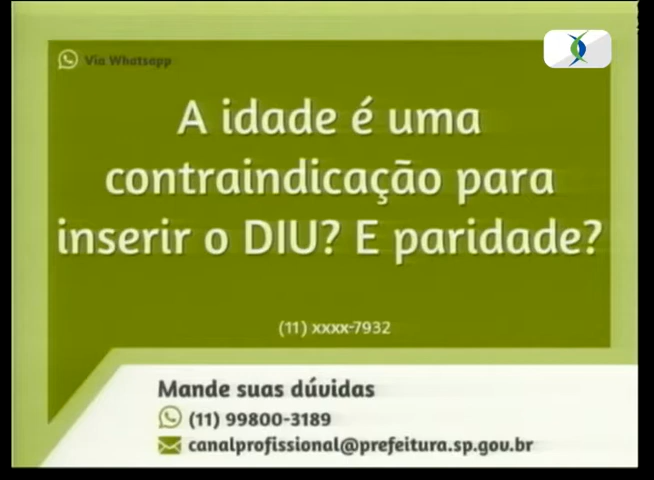 Via Whatsapp
A idade é uma
contraindicação para
inserir o DIU? E paridade?
(11) xxxx-7932
Mande suas dúvidas
(11) 99800-3189
canalprofissional@prefeitura.sp.gov.br